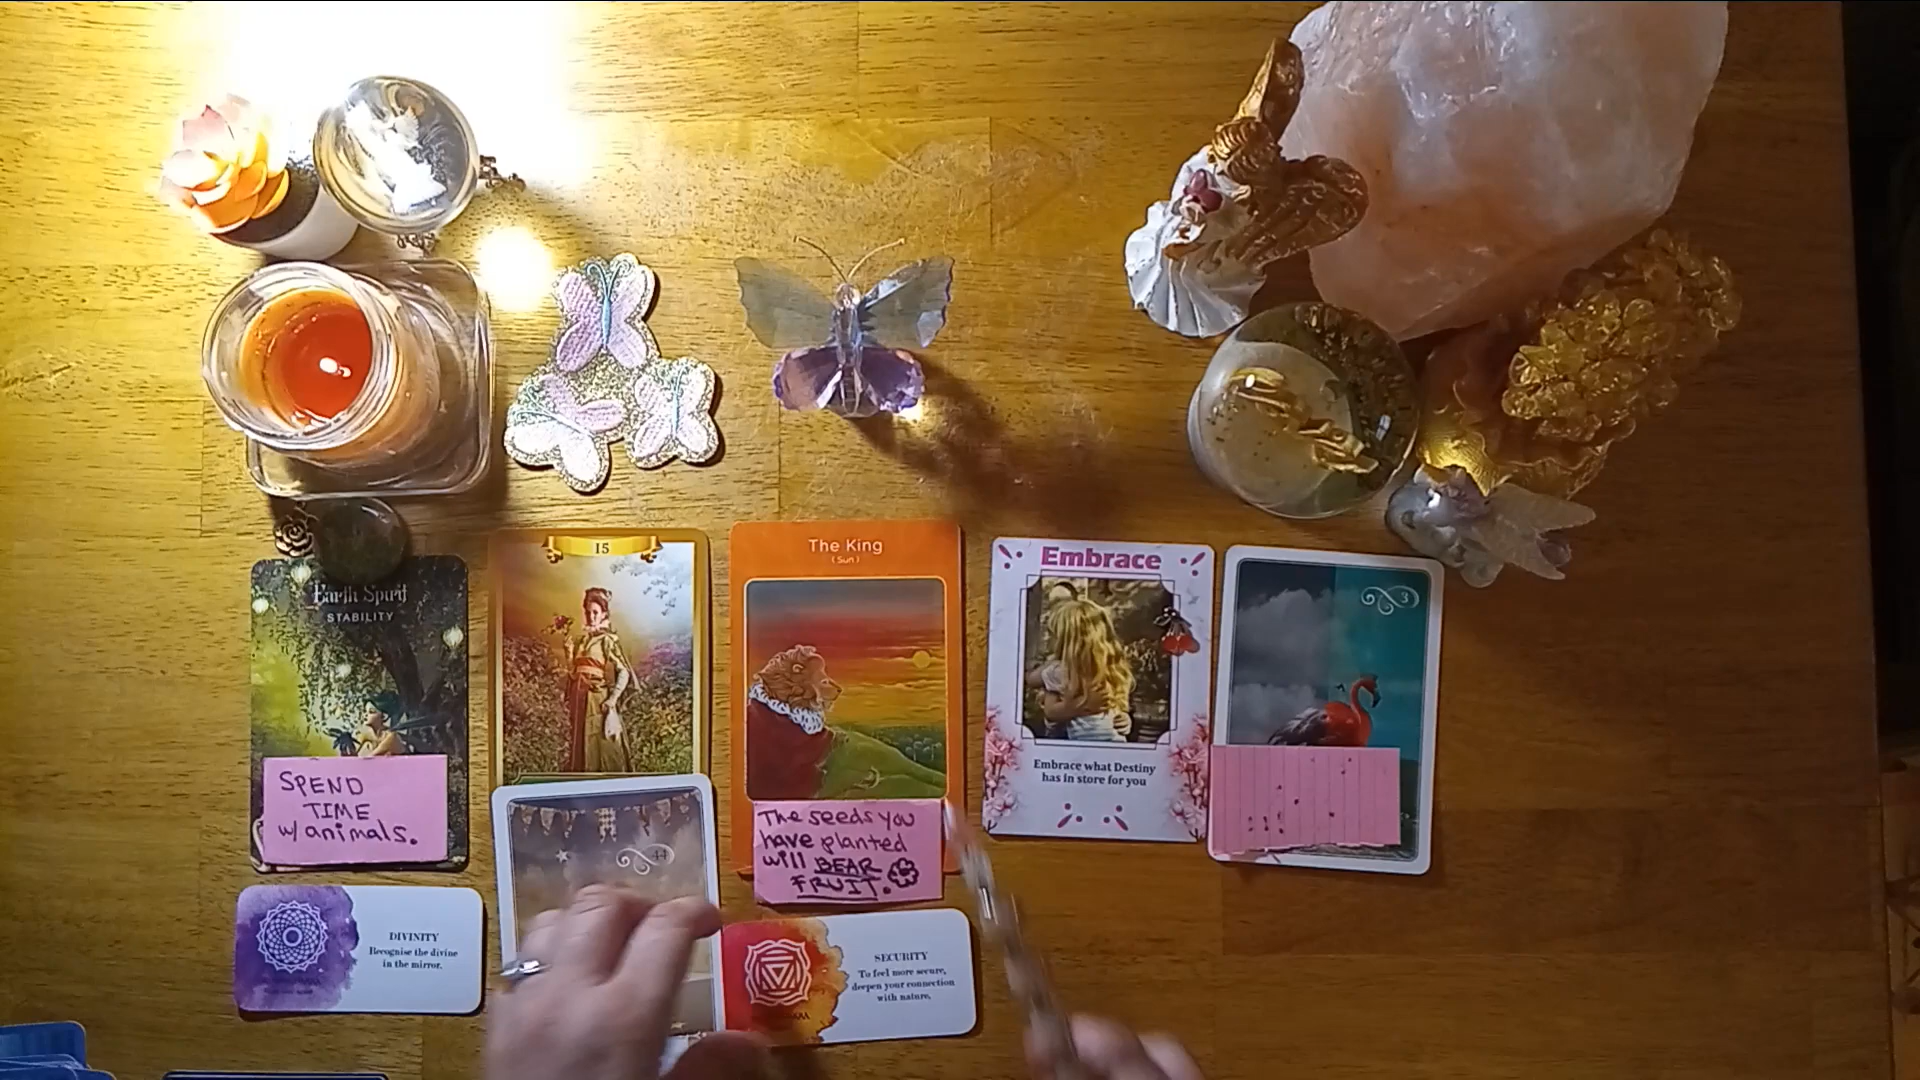 Earth Spirit
STABILITY
SPEND
TIME
w/ animals.
DIVINITY
Recognise the divine
in the mirror.
15
44
The King
(Sun)
The seeds you
have planted
will BEAR
FRUIT.
SECURITY
To feel more secure,
deepen your connection
with nature.
Embrace
Embrace what Destiny
has in store for you
3